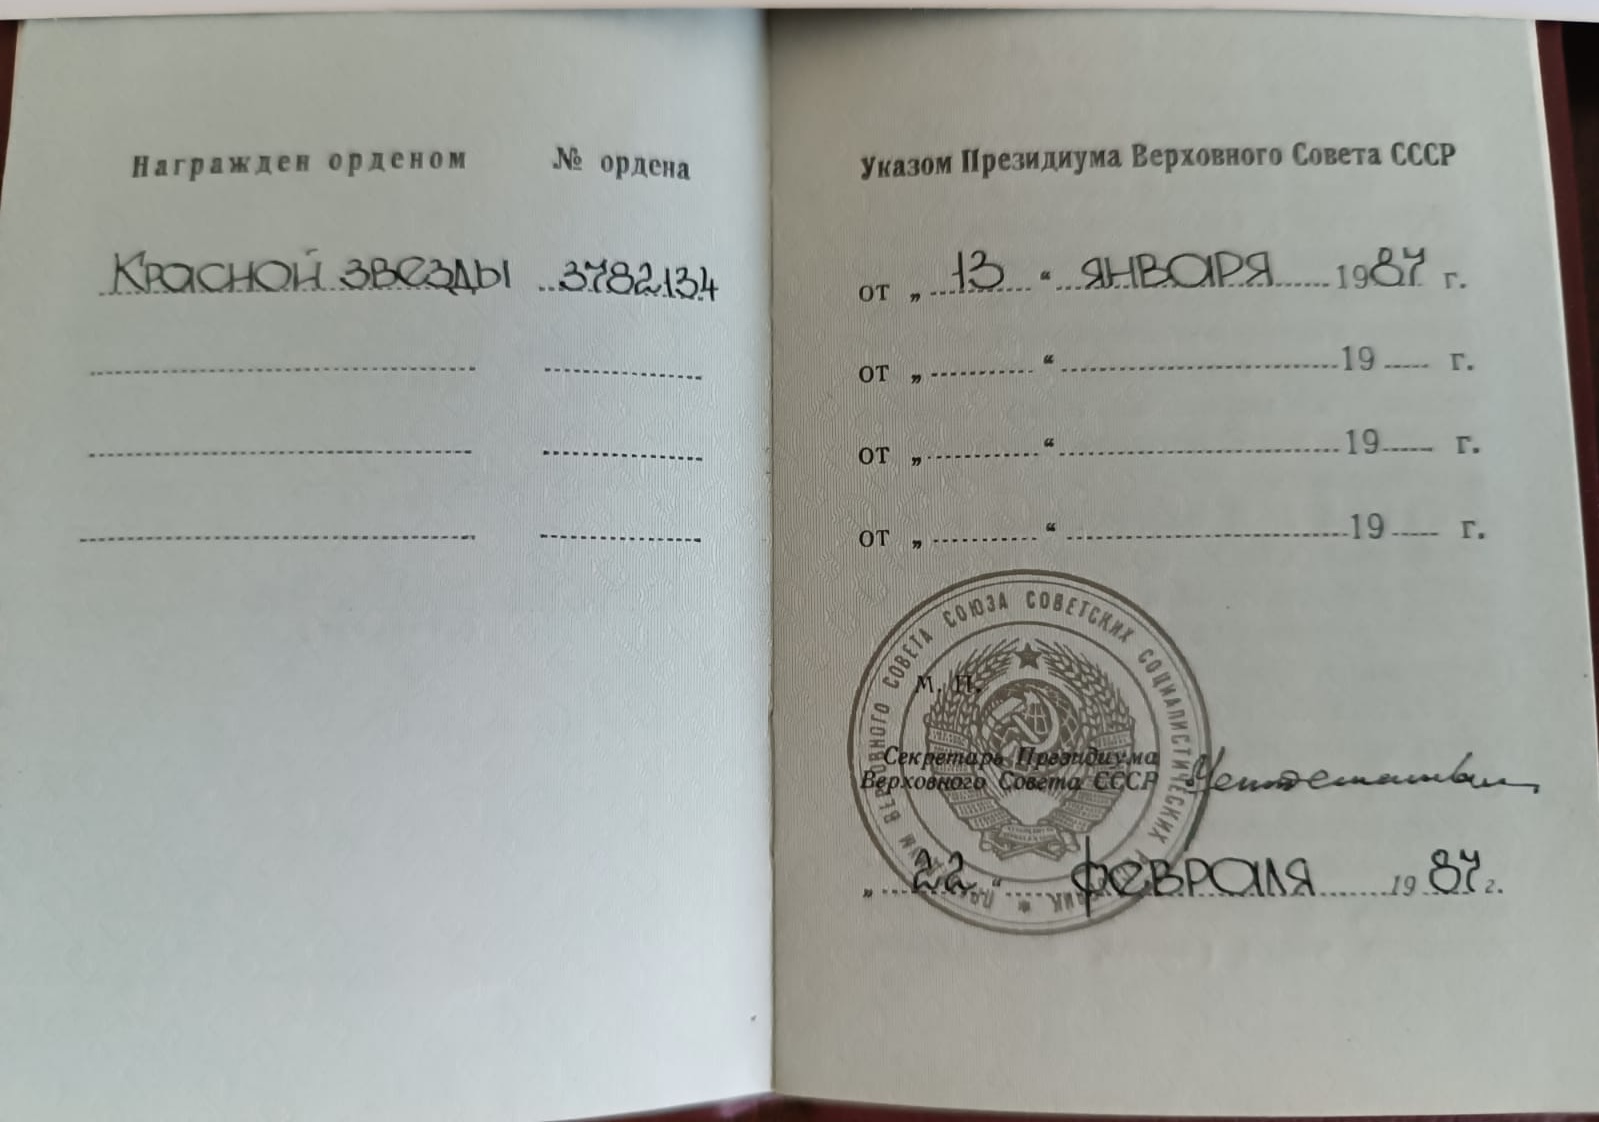 Награжден орденом № ордена
КРАСНОЙ ЗВЕЗДЫ 3782134
Указом Президиума Верховного Совета СССР
от „ 13 “ ЯНВАРЯ 1987 г.
от „ “ 19 г.
от „ “ 19 г.
от „ “ 19 г.
ПРЕЗИДИУМ ВЕРХОВНОГО СОВЕТА СОЮЗА СОВЕТСКИХ СОЦИАЛИСТИЧЕСКИХ РЕСПУБЛИК
М. П.
Секретарь Президиума
Верховного Совета СССР
„ 22 “ ФЕВРАЛЯ 1987 г.